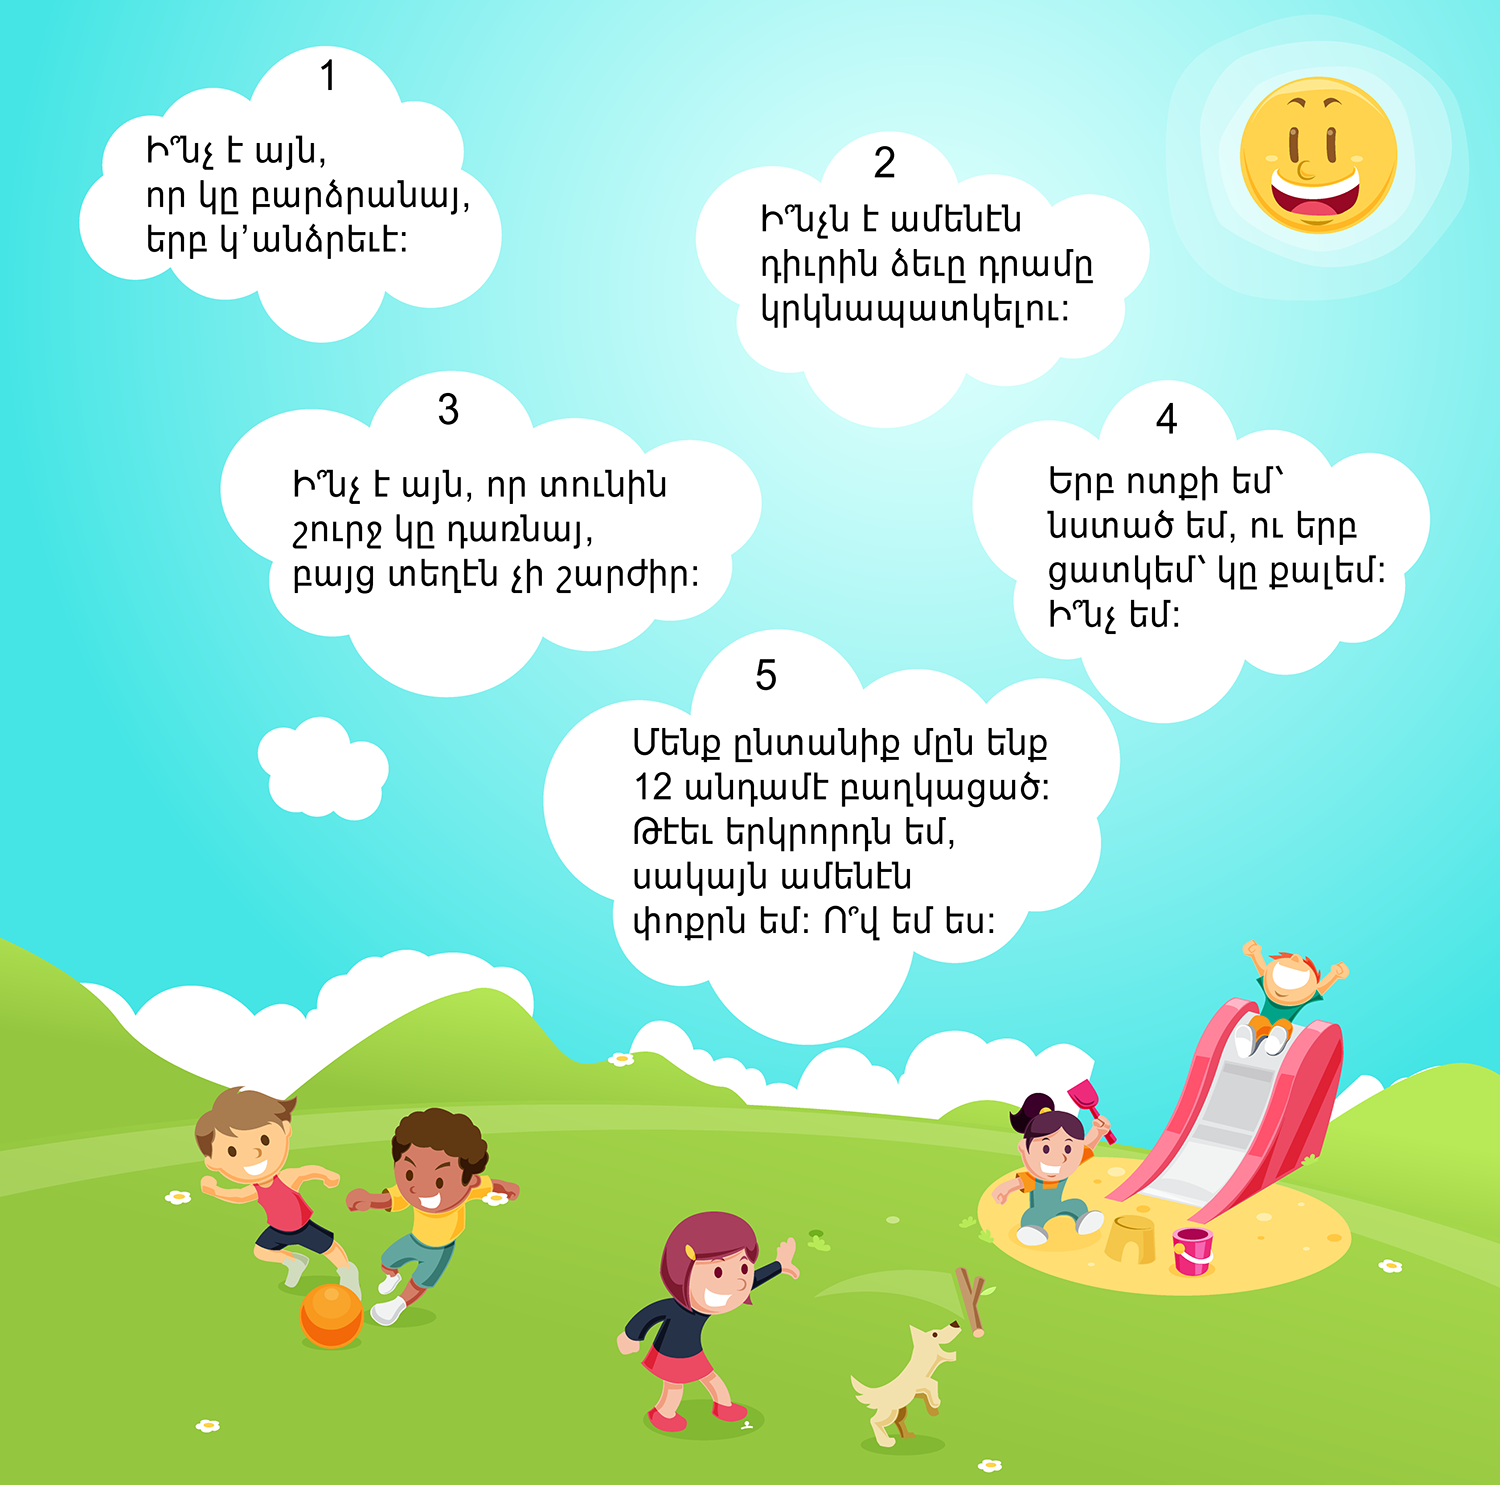 1
Ի՞նչ է այն,
որ կը բարձրանայ,
երբ կ’անձրեւէ:
2
Ի՞նչն է ամենէն
դիւրին ձեւը դրամը
կրկնապատկելու:
3
Ի՞նչ է այն, որ տունին
շուրջ կը դառնայ,
բայց տեղէն չի շարժիր:
4
Երբ ոտքի եմ՝
նստած եմ, ու երբ
ցատկեմ՝ կը քալեմ:
Ի՞նչ եմ:
5
Մենք ընտանիք մըն ենք
12 անդամէ բաղկացած:
Թէեւ երկրորդն եմ,
սակայն ամենէն
փոքրն եմ: Ո՞վ եմ ես: